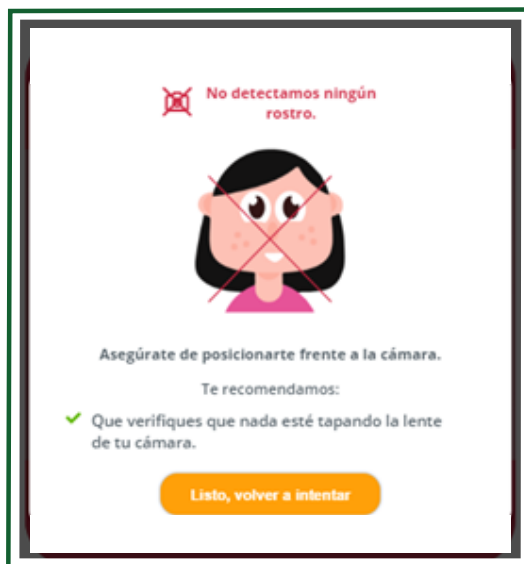 No detectamos ningún
rostro.
Asegúrate de posicionarte frente a la cámara.
Te recomendamos:
Que verifiques que nada esté tapando la lente
de tu cámara.
Listo, volver a intentar